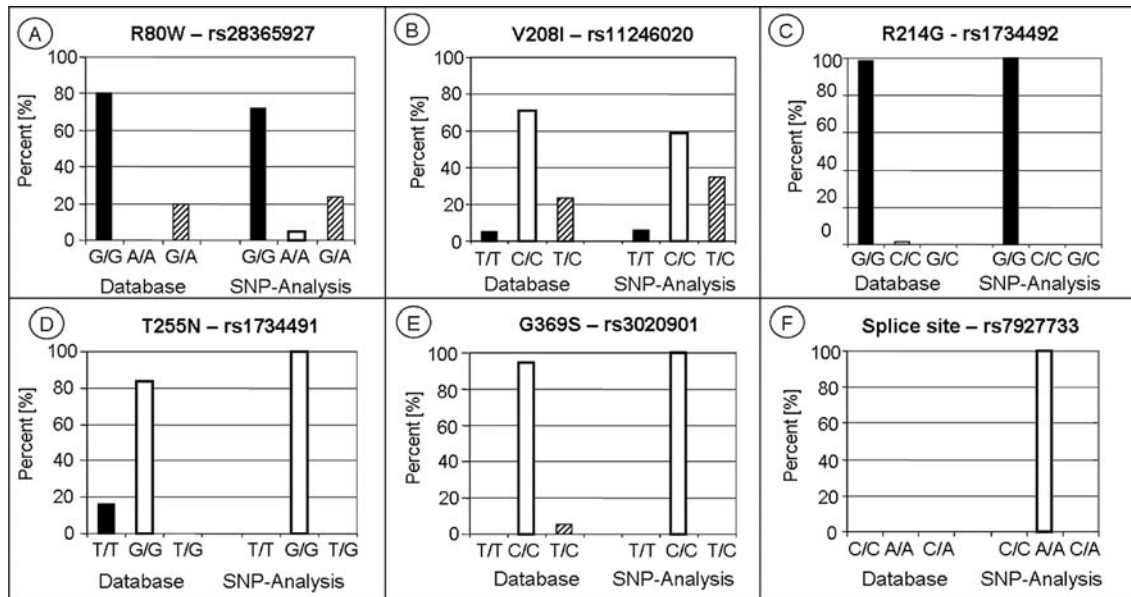 A
R80W – rs28365927
Percent [%]
100
80
60
40
20
0
G/G A/A G/A G/G A/A G/A
Database SNP-Analysis
B
V208I – rs11246020
Percent [%]
100
80
60
40
20
0
T/T C/C T/C T/T C/C T/C
Database SNP-Analysis
C
R214G - rs1734492
Percent [%]
100
80
60
40
20
0
G/G C/C G/C G/G C/C G/C
Database SNP-Analysis
D
T255N – rs1734491
Percent [%]
100
80
60
40
20
0
T/T G/G T/G T/T G/G T/G
Database SNP-Analysis
E
G369S – rs3020901
Percent [%]
100
80
60
40
20
0
T/T C/C T/C T/T C/C T/C
Database SNP-Analysis
F
Splice site – rs7927733
Percent [%]
100
80
60
40
20
0
C/C A/A C/A C/C A/A C/A
Database SNP-Analysis